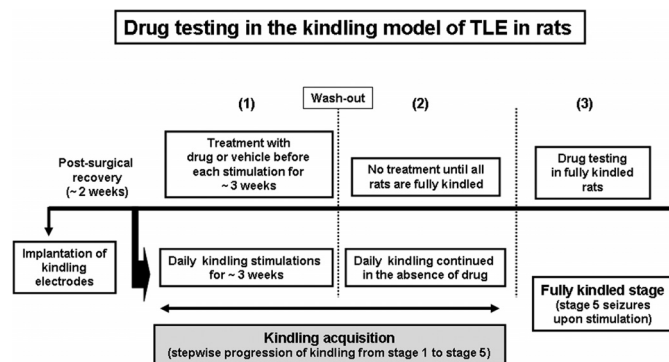 Drug testing in the kindling model of TLE in rats
(1)
Wash-out
(2)
(3)
Post-surgical
recovery
(~ 2 weeks)
Treatment with
drug or vehicle before
each stimulation for
~ 3 weeks
No treatment until all
rats are fully kindled
Drug testing
in fully kindled
rats
Implantation of
kindling
electrodes
Daily kindling stimulations
for ~ 3 weeks
Daily kindling continued
in the absence of drug
Fully kindled stage
(stage 5 seizures
upon stimulation)
Kindling acquisition
(stepwise progression of kindling from stage 1 to stage 5)